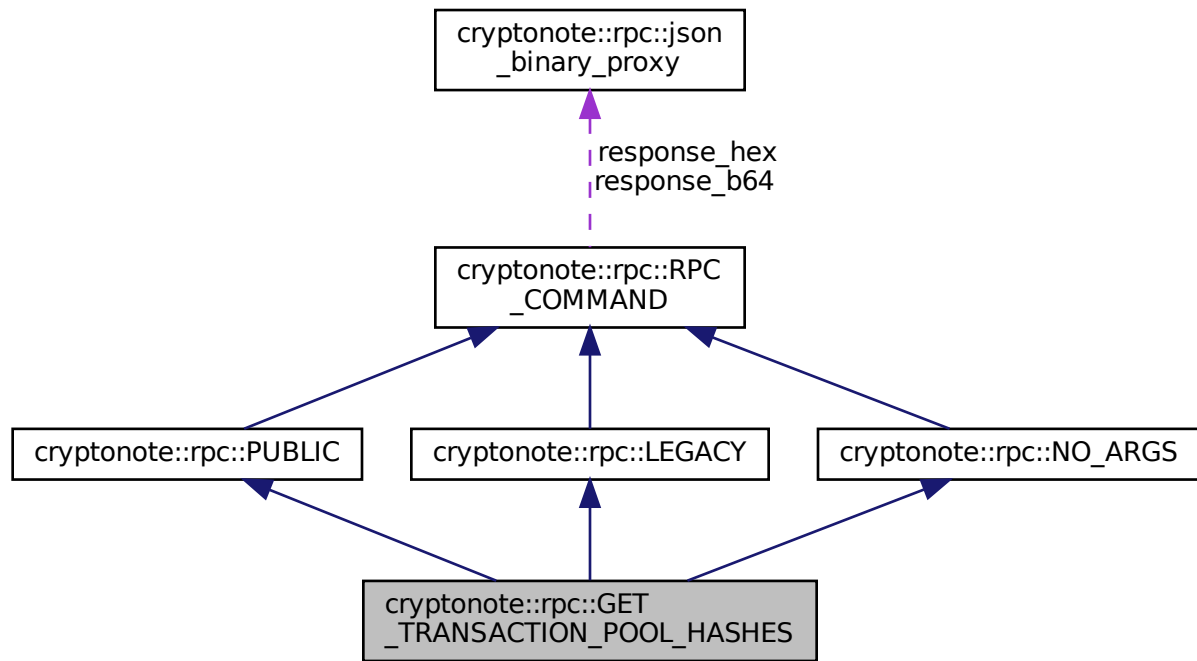 cryptonote::rpc::json
_binary_proxy
response_hex
response_b64
cryptonote::rpc::RPC
_COMMAND
cryptonote::rpc::PUBLIC
cryptonote::rpc::LEGACY
cryptonote::rpc::NO_ARGS
cryptonote::rpc::GET
_TRANSACTION_POOL_HASHES